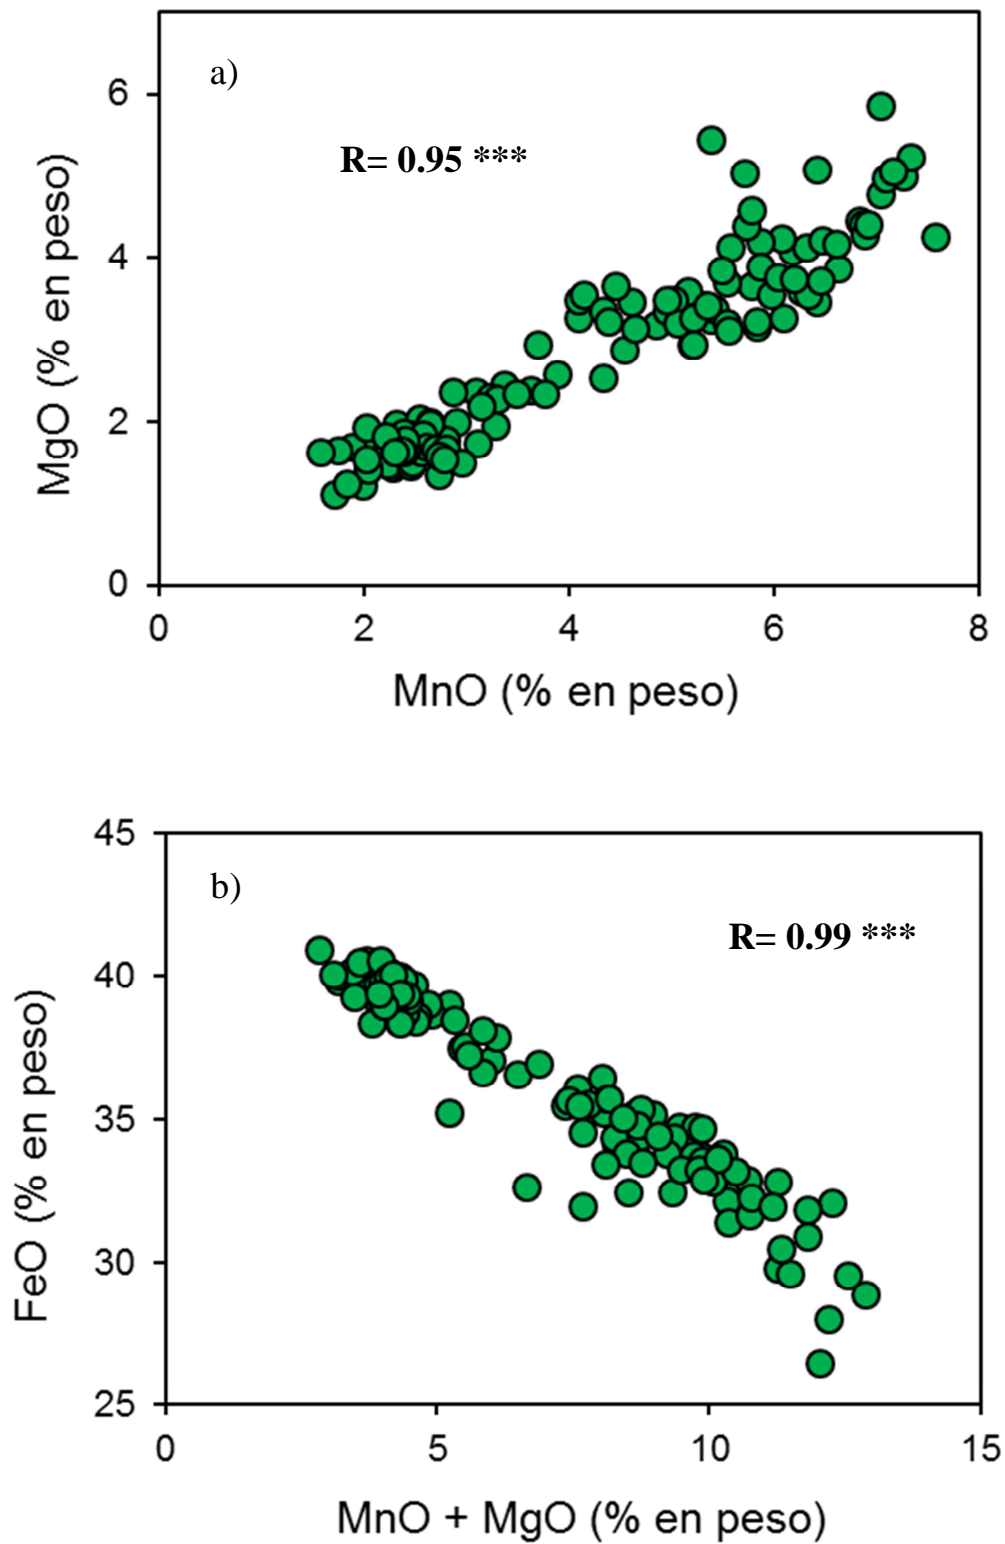 a)
R= 0.95 ***
6
4
2
0
0 2 4 6 8
MgO (% en peso)
MnO (% en peso)
b)
R= 0.99 ***
45
40
35
30
25
0 5 10 15
FeO (% en peso)
MnO + MgO (% en peso)